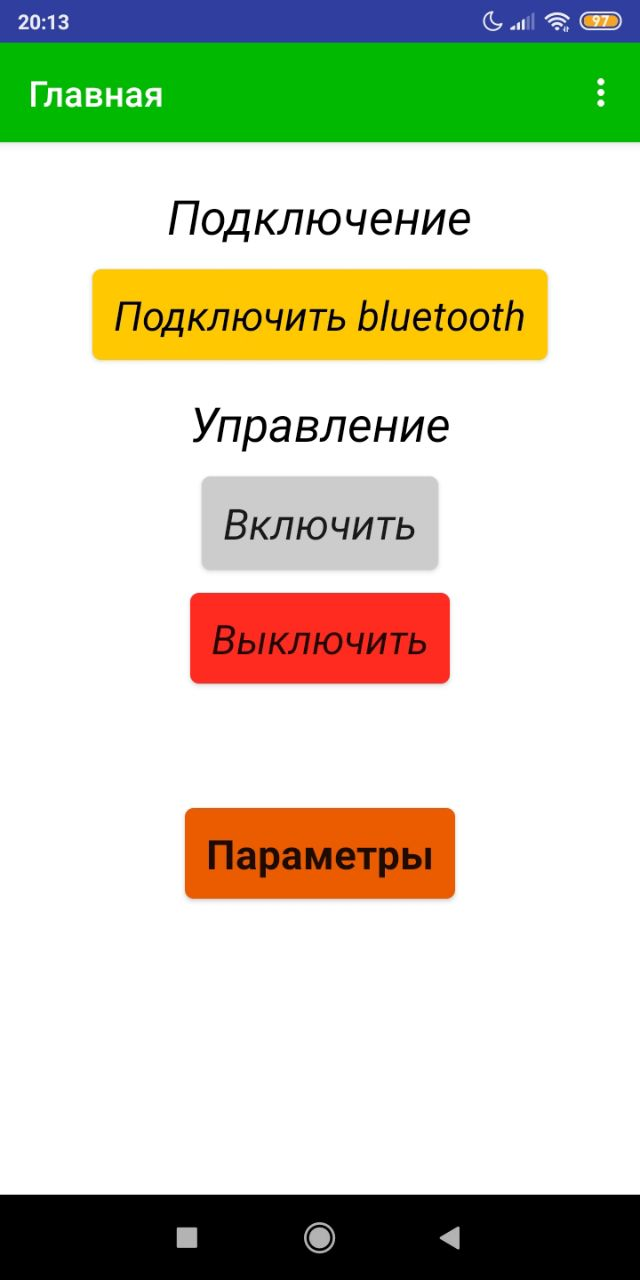 20:13
97
Главная
Подключение
Подключить bluetooth
Управление
Включить
Выключить
Параметры